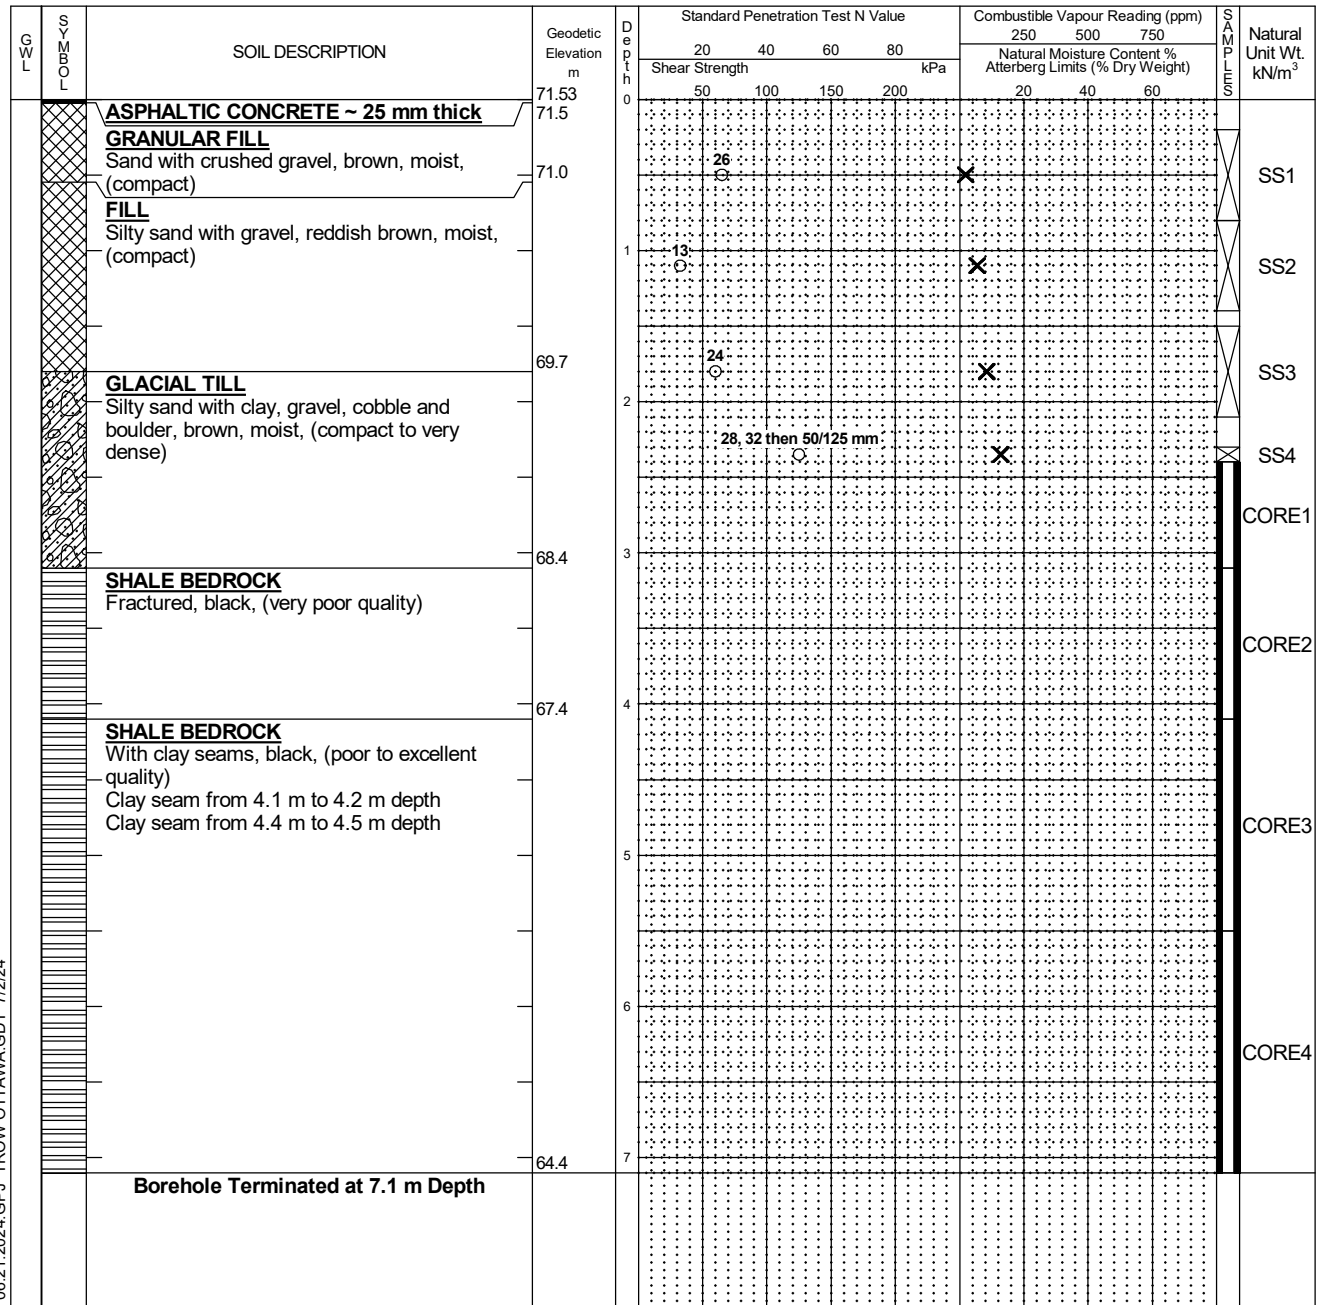 GWL
SYMBOL
SOIL DESCRIPTION
Geodetic
Elevation
m
Depth
Standard Penetration Test N Value
20 40 60 80
Shear Strength kPa
50 100 150 200
Combustible Vapour Reading (ppm)
250 500 750
Natural Moisture Content %
Atterberg Limits (% Dry Weight)
20 40 60
SAMPLES
Natural
Unit Wt.
kN/m³
71.53
0
ASPHALTIC CONCRETE ~ 25 mm thick
71.5
GRANULAR FILL
Sand with crushed gravel, brown, moist,
(compact)
71.0
26
SS1
FILL
Silty sand with gravel, reddish brown, moist,
(compact)
1
13
SS2
69.7
24
SS3
GLACIAL TILL
Silty sand with clay, gravel, cobble and
boulder, brown, moist, (compact to very
dense)
2
28, 32 then 50/125 mm
SS4
CORE1
68.4
3
SHALE BEDROCK
Fractured, black, (very poor quality)
CORE2
67.4
4
SHALE BEDROCK
With clay seams, black, (poor to excellent
quality)
Clay seam from 4.1 m to 4.2 m depth
Clay seam from 4.4 m to 4.5 m depth
CORE3
5
6
CORE4
64.4
7
Borehole Terminated at 7.1 m Depth